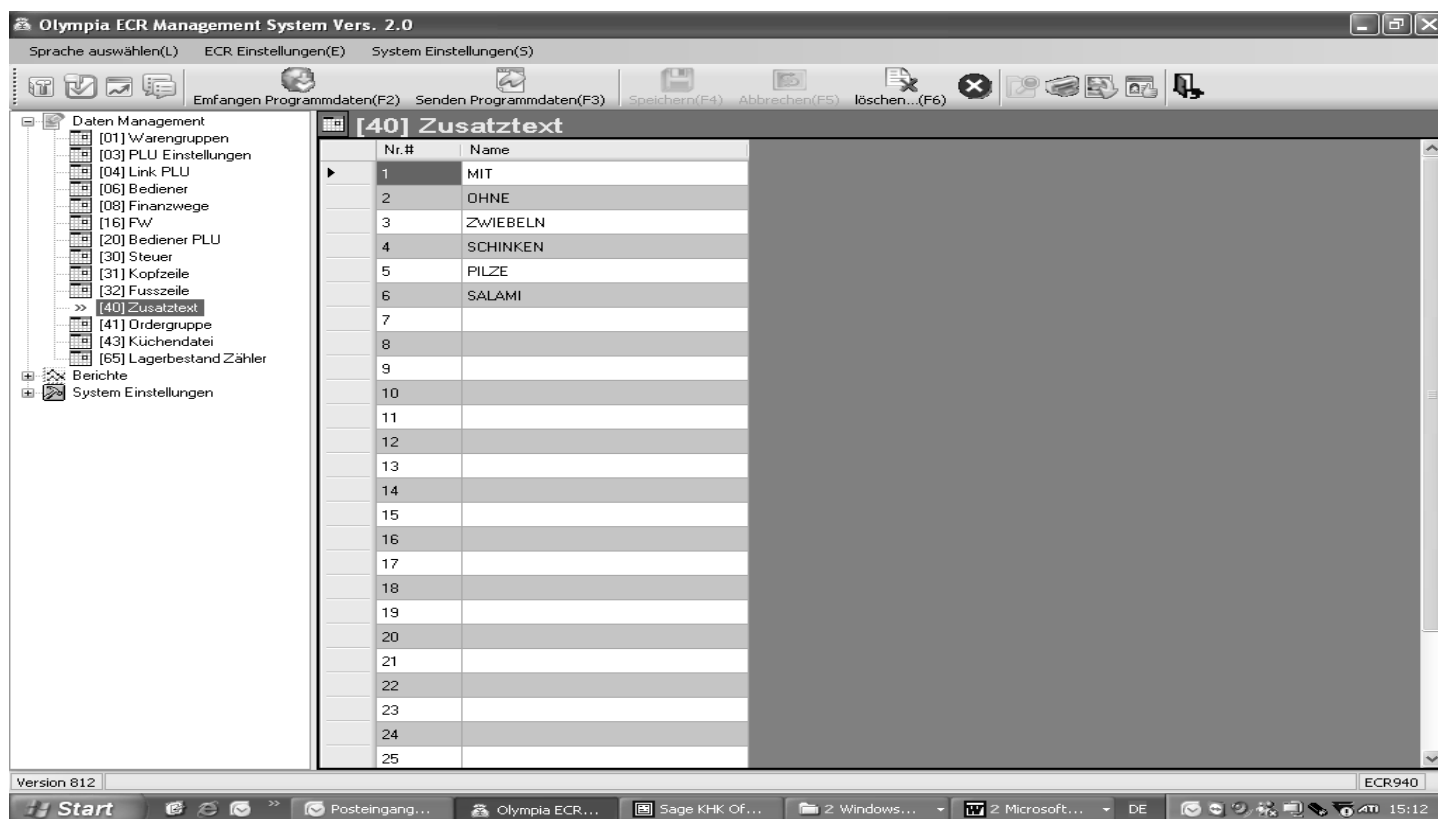 Olympia ECR Management System Vers. 2.0
Sprache auswählen(L) ECR Einstellungen(E) System Einstellungen(S)
Emfangen Programmdaten(F2) Senden Programmdaten(F3) Speichern(F4) Abbrechen(F5) löschen...(F6)
Daten Management
[01] Warengruppen
[03] PLU Einstellungen
[04] Link PLU
[06] Bediener
[08] Finanzwege
[16] FW
[20] Bediener PLU
[30] Steuer
[31] Kopfzeile
[32] Fusszeile
[40] Zusatztext
[41] Ordergruppe
[43] Küchendatei
[65] Lagerbestand Zähler
Berichte
System Einstellungen
[40] Zusatztext
Nr.# Name
1 MIT
2 OHNE
3 ZWIEBELN
4 SCHINKEN
5 PILZE
6 SALAMI
7
8
9
10
11
12
13
14
15
16
17
18
19
20
21
22
23
24
25
Version 812 ECR940
Start Posteingang... Olympia ECR... Sage KHK Of... 2 Windows... 2 Microsoft... DE ATI 15:12